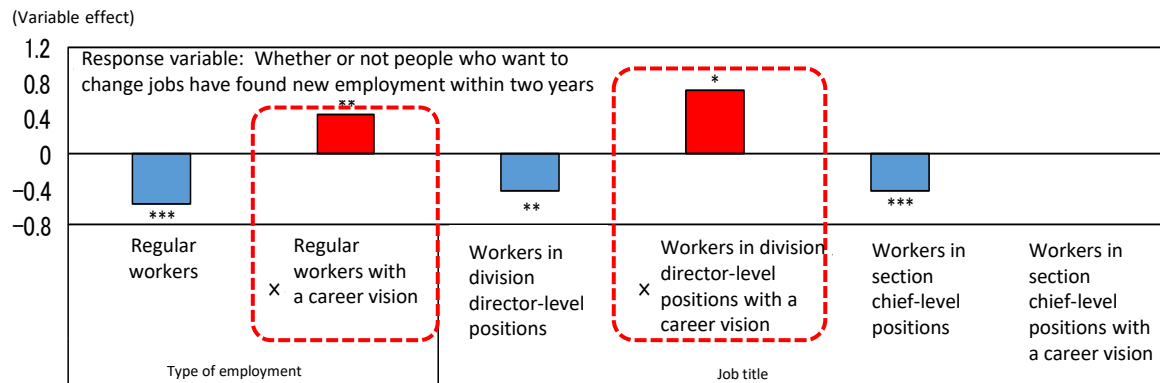 (Variable effect)
1.2
0.8
0.4
0
−0.4
−0.8
Response variable: Whether or not people who want to
change jobs have found new employment within two years
***
**
**
*
***
Regular
workers
×
Regular
workers with
a career vision
Workers in
division
director-level
positions
×
Workers in division
director-level
positions with a
career vision
Workers in
section
chief-level
positions
Workers in
section
chief-level
positions with
a career vision
Type of employment
Job title